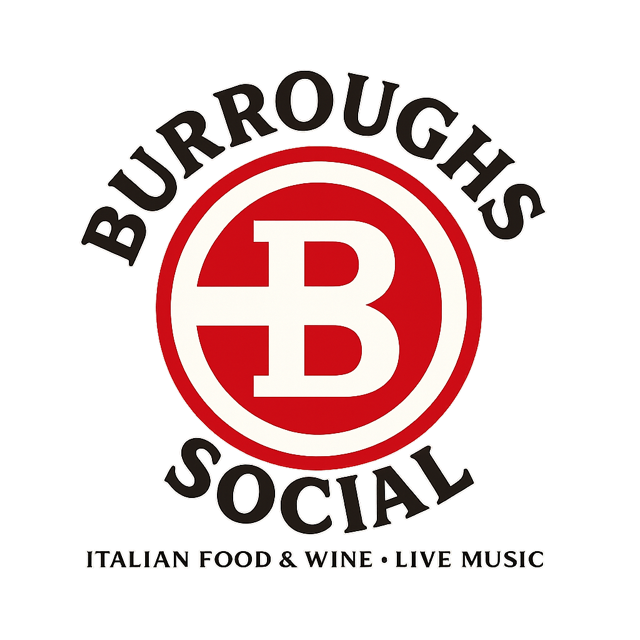 BURROUGHS
B
SOCIAL
ITALIAN FOOD & WINE • LIVE MUSIC